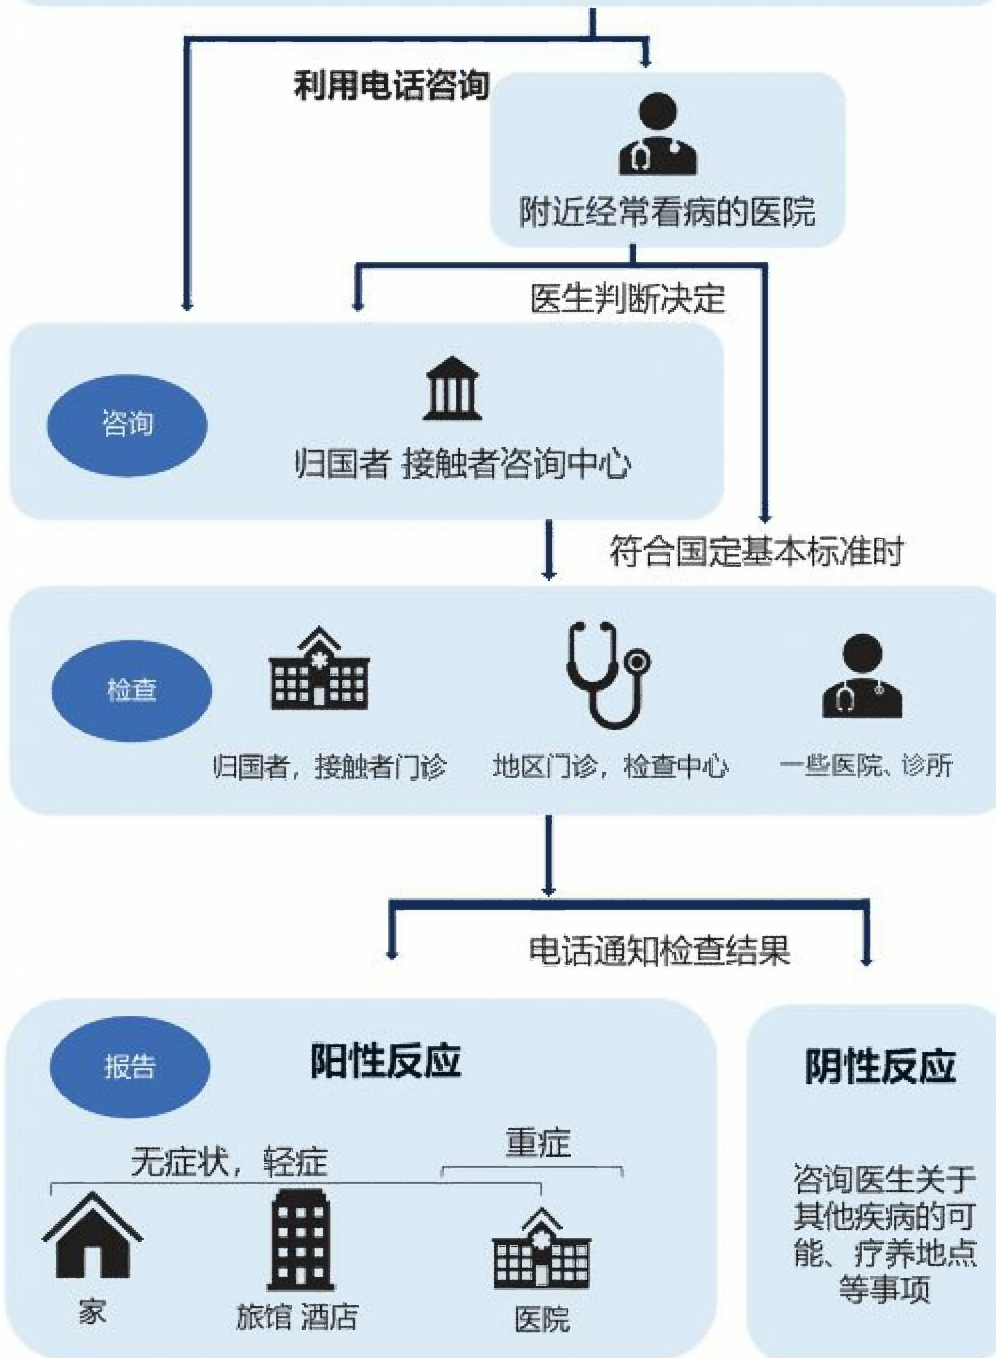 利用电话咨询
附近经常看病的医院
医生判断决定
咨询
归国者 接触者咨询中心
符合国定基本标准时
检查
归国者，接触者门诊
地区门诊，检查中心
一些医院、诊所
电话通知检查结果
报告
阳性反应
无症状，轻症
重症
家
旅馆 酒店
医院
阴性反应
咨询医生关于
其他疾病的可
能、疗养地点
等事项